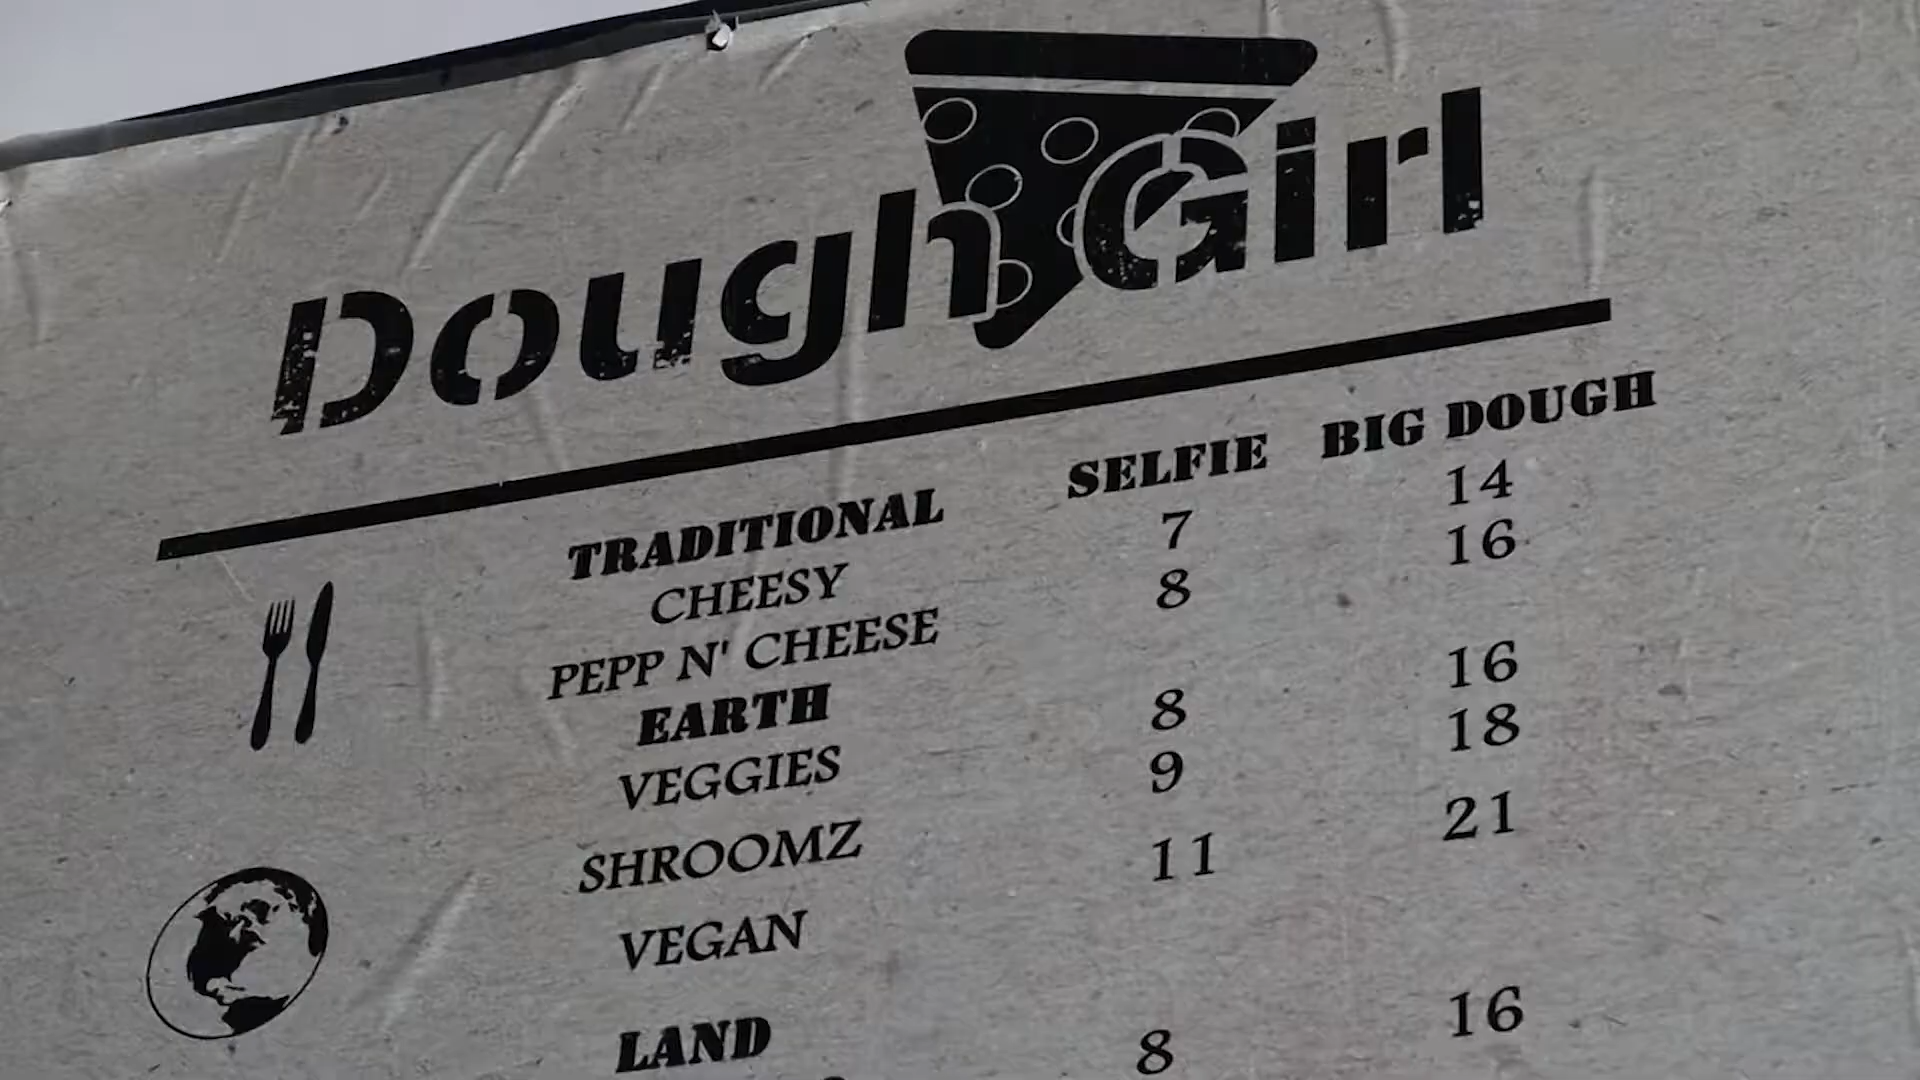 Dough Girl
TRADITIONAL SELFIE BIG DOUGH
CHEESY 7 14
PEPP N' CHEESE 8 16
EARTH
VEGGIES 8 16
SHROOMZ 9 18
VEGAN 11 21
LAND
8 16